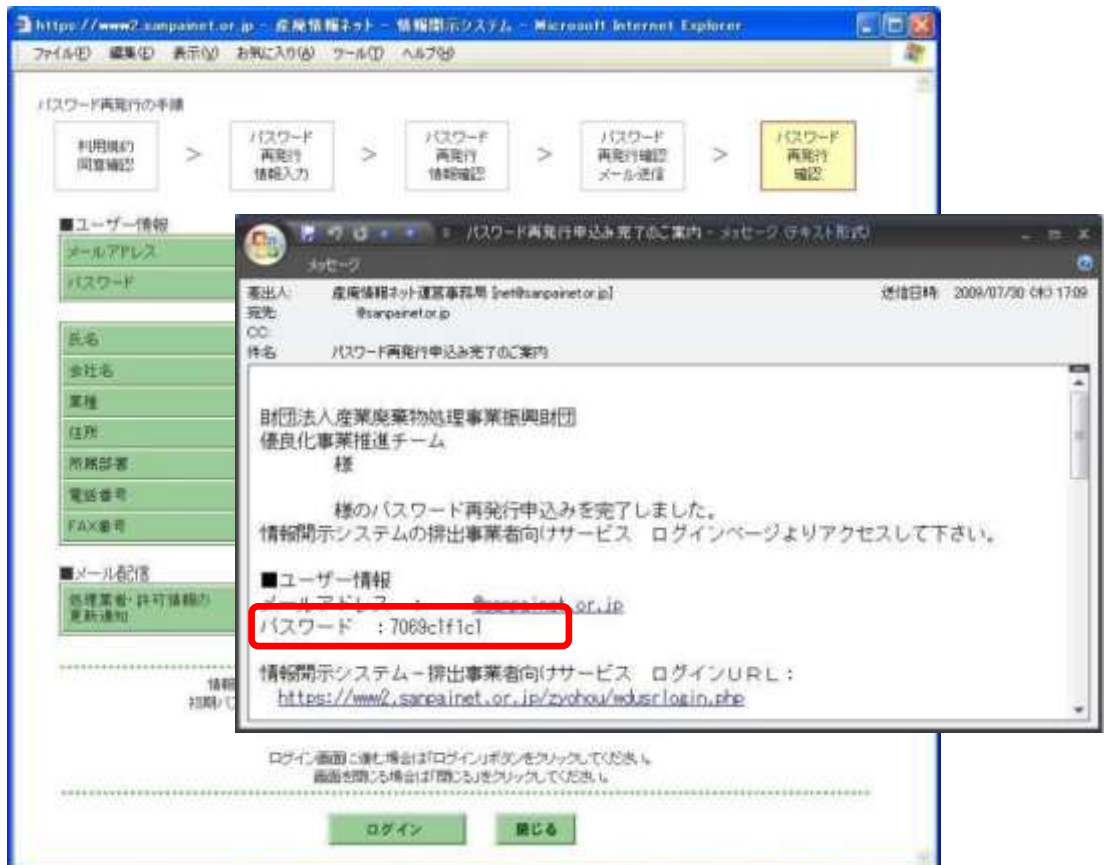 https://www2.sanpainet.or.jp - 産廃情報ネット - 情報開示システム - Microsoft Internet Explorer
ファイル(F) 編集(E) 表示(V) お気に入り(A) ツール(T) ヘルプ(H)
パスワード再発行の手順
利用規約
同意確認
>
パスワード
再発行
情報入力
>
パスワード
再発行
情報確認
>
パスワード
再発行確認
メール送信
>
パスワード
再発行
確認
■ユーザー情報
メールアドレス
パスワード
氏名
会社名
業種
住所
所属部署
電話番号
FAX番号
■メール配信
処理業者・許可情報の
更新通知
情報
初期パ
パスワード再発行申込み完了のご案内 - メッセージ (テキスト形式)
メッセージ
差出人: 産廃情報ネット運営事務局 [net@sanpainet.or.jp] 送信日時: 2009/07/30 (木) 17:09
宛先: @sanpainet.or.jp
CC:
件名: パスワード再発行申込み完了のご案内
財団法人産業廃棄物処理事業振興財団
優良化事業推進チーム
様
様のパスワード再発行申込みを完了しました。
情報開示システムの排出事業者向けサービス ログインページよりアクセスして下さい。
■ユーザー情報
メールアドレス : @sanpainet.or.jp
パスワード :7069c1f1c1
情報開示システム－排出事業者向けサービス ログインＵＲＬ：
https://www2.sanpainet.or.jp/zyohou/wdusrlogin.php
ログイン画面に進む場合は「ログイン」ボタンをクリックしてください。
画面を閉じる場合は「閉じる」をクリックしてください。
ログイン 閉じる